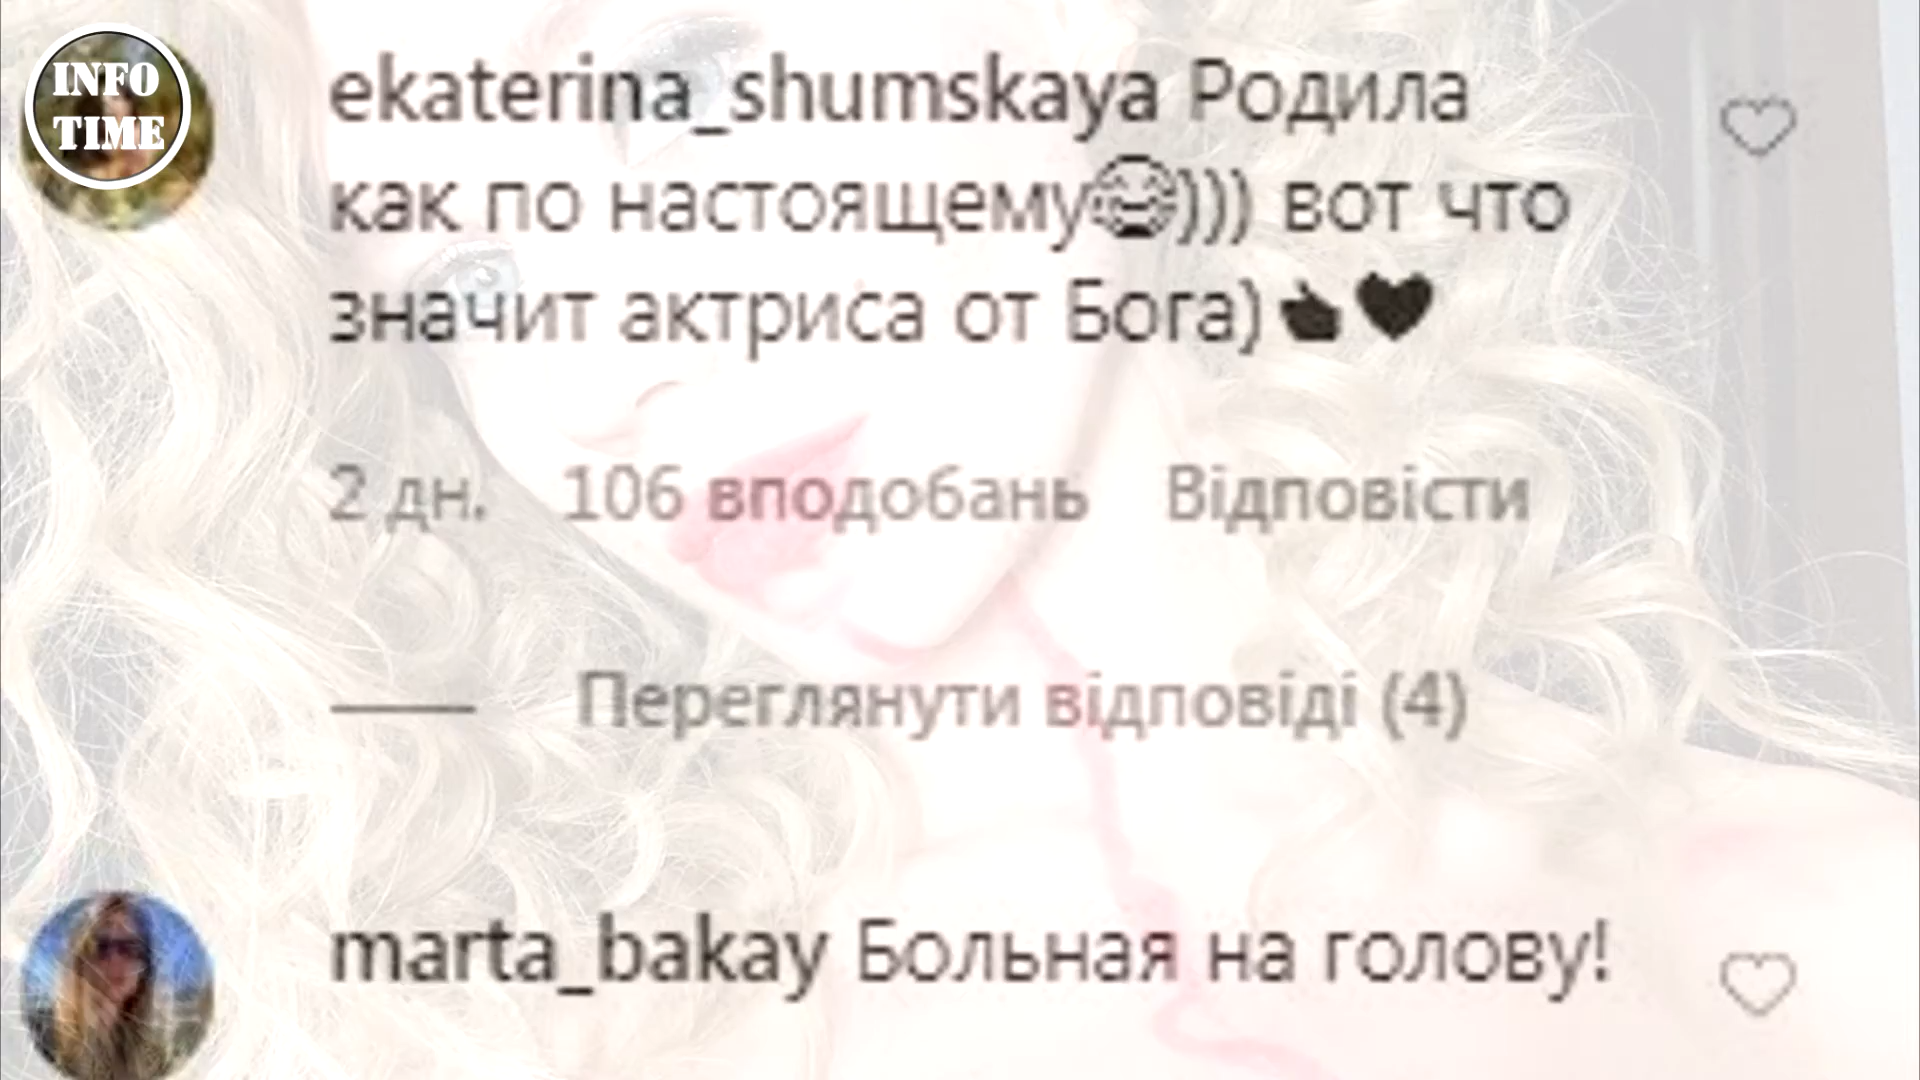 INFO
TIME
ekaterina_shumskaya Родила
как по настоящему😂))) вот что
значит актриса от Бога)👍🖤
2 дн. 106 вподобань Відповісти
Переглянути відповіді (4)
marta_bakay Больная на голову!